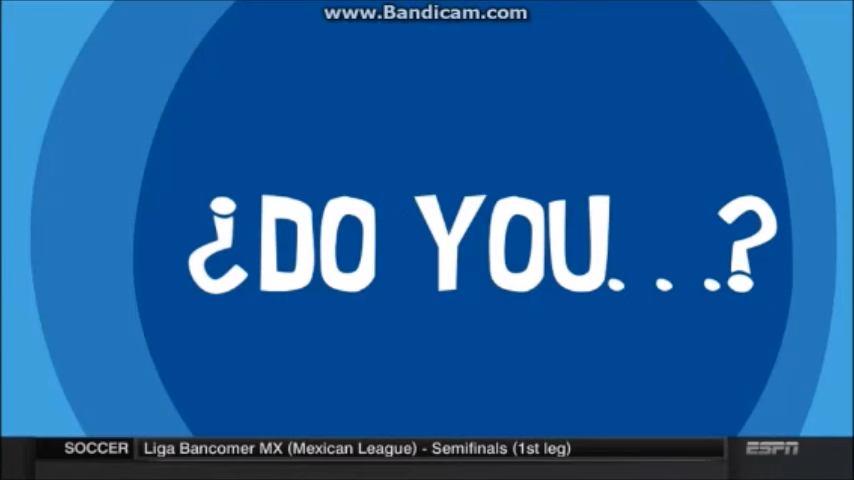 www.Bandicam.com
¿DO YOU...?
SOCCER Liga Bancomer MX (Mexican League) - Semifinals (1st leg) ESPN